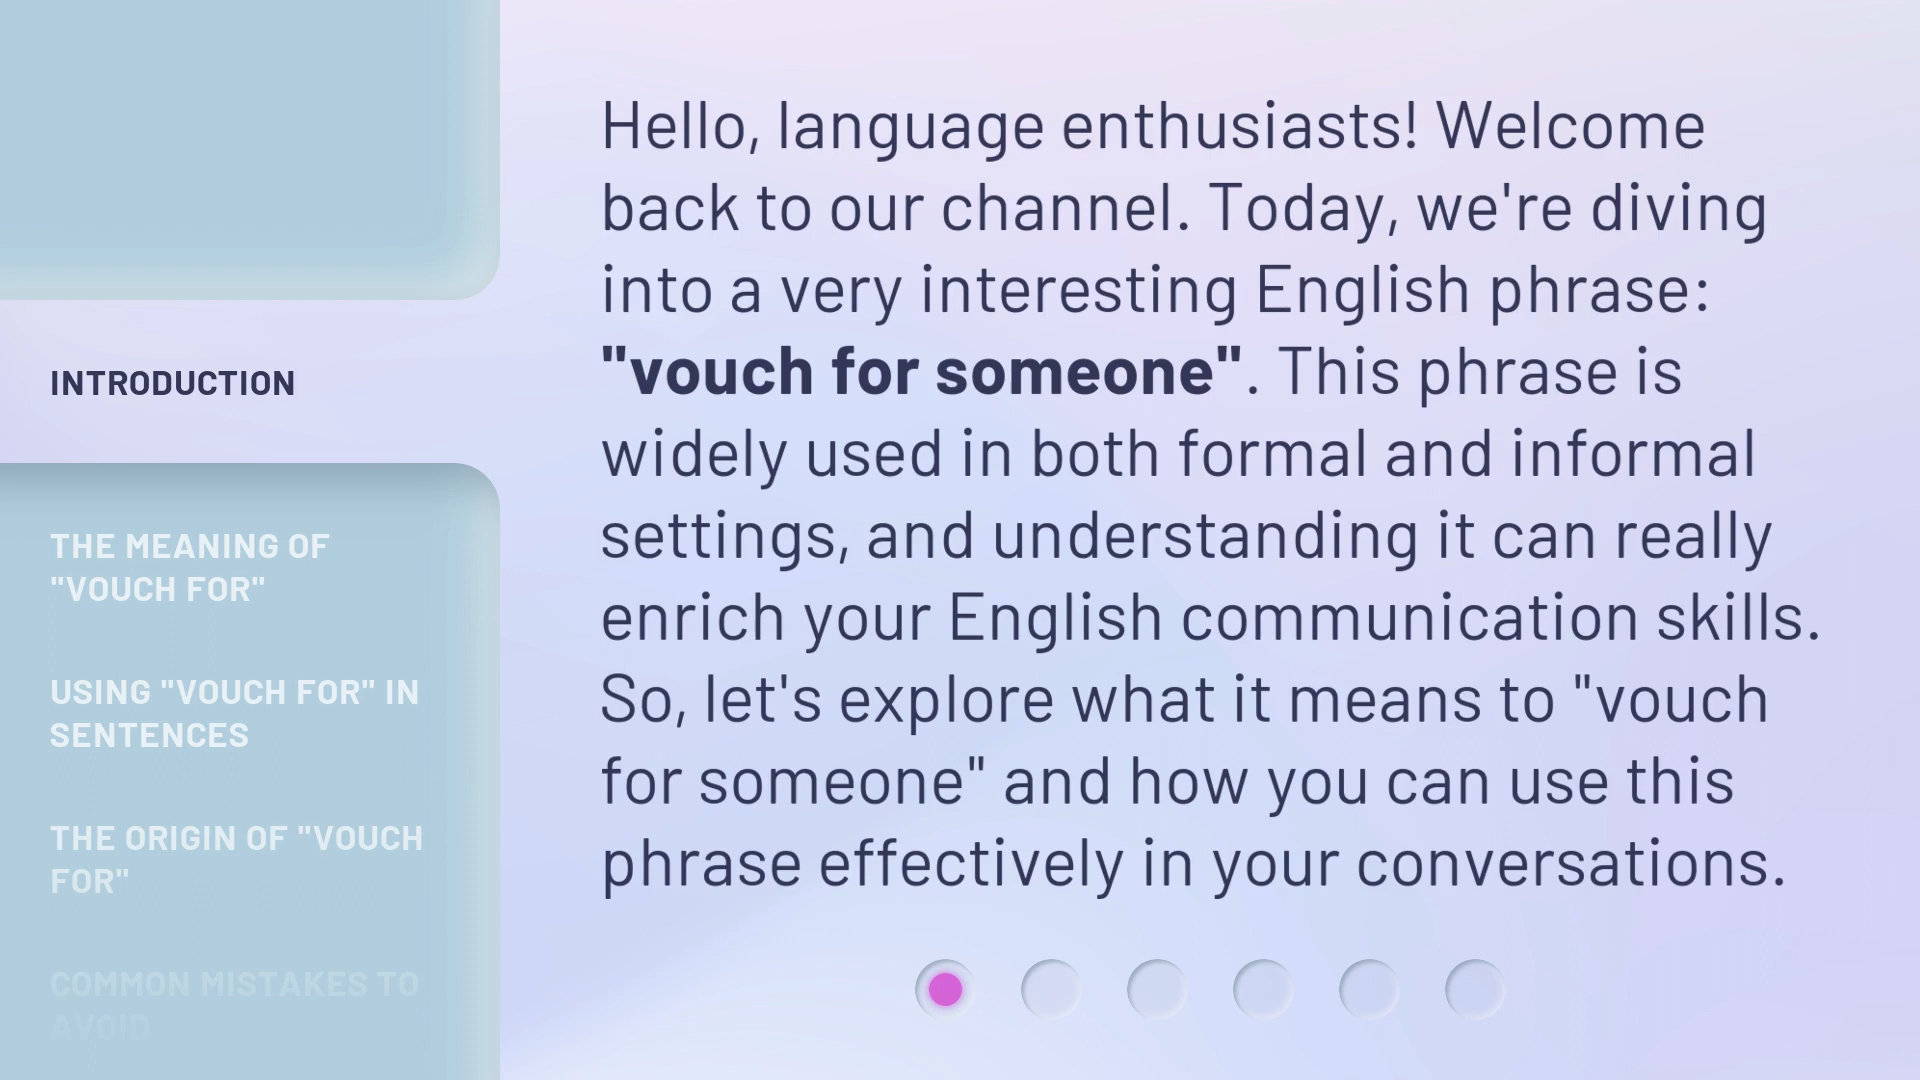 INTRODUCTION
THE MEANING OF
"VOUCH FOR"
USING "VOUCH FOR" IN
SENTENCES
THE ORIGIN OF "VOUCH
FOR"
COMMON MISTAKES TO
AVOID
Hello, language enthusiasts! Welcome
back to our channel. Today, we're diving
into a very interesting English phrase:
"vouch for someone". This phrase is
widely used in both formal and informal
settings, and understanding it can really
enrich your English communication skills.
So, let's explore what it means to "vouch
for someone" and how you can use this
phrase effectively in your conversations.